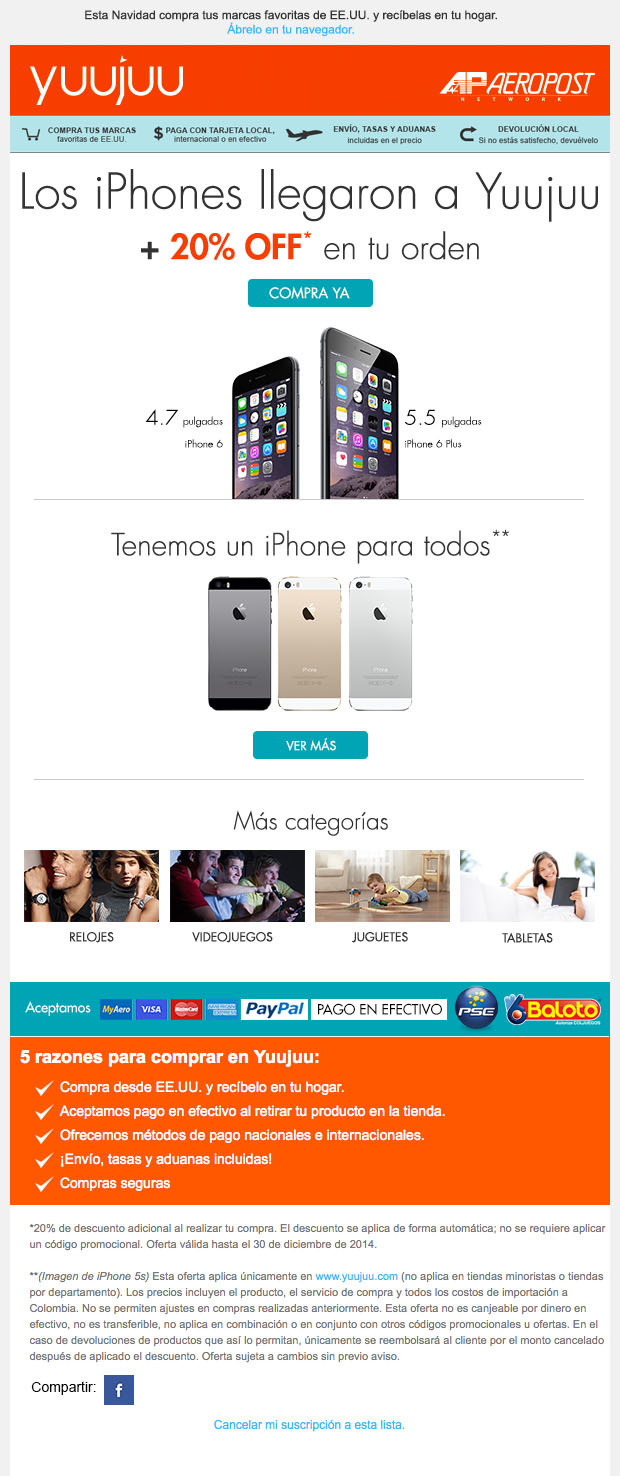 Esta Navidad compra tus marcas favoritas de EE.UU. y recíbelas en tu hogar.
Ábrelo en tu navegador.
yuujuu
AP AEROPOST
NETWORK
COMPRA TUS MARCAS
favoritas de EE.UU.
$ PAGA CON TARJETA LOCAL,
internacional o en efectivo
ENVÍO, TASAS Y ADUANAS
incluidas en el precio
DEVOLUCIÓN LOCAL
Si no estás satisfecho, devuélvelo
Los iPhones llegaron a Yuujuu
+ 20% OFF* en tu orden
COMPRA YA
4.7 pulgadas
iPhone 6
5.5 pulgadas
iPhone 6 Plus
Tenemos un iPhone para todos**
iPhone
iPhone
iPhone
VER MÁS
Más categorías
RELOJES
VIDEOJUEGOS
JUGUETES
TABLETAS
Aceptamos MyAero VISA MasterCard AMERICAN EXPRESS PayPal PAGO EN EFECTIVO PSE Baloto
Autoriza COLJUEGOS
5 razones para comprar en Yuujuu:
Compra desde EE.UU. y recíbelo en tu hogar.
Aceptamos pago en efectivo al retirar tu producto en la tienda.
Ofrecemos métodos de pago nacionales e internacionales.
¡Envío, tasas y aduanas incluidas!
Compras seguras
*20% de descuento adicional al realizar tu compra. El descuento se aplica de forma automática; no se requiere aplicar
un código promocional. Oferta válida hasta el 30 de diciembre de 2014.
**(Imagen de iPhone 5s) Esta oferta aplica únicamente en www.yuujuu.com (no aplica en tiendas minoristas o tiendas
por departamento). Los precios incluyen el producto, el servicio de compra y todos los costos de importación a
Colombia. No se permiten ajustes en compras realizadas anteriormente. Esta oferta no es canjeable por dinero en
efectivo, no es transferible, no aplica en combinación o en conjunto con otros códigos promocionales u ofertas. En el
caso de devoluciones de productos que así lo permitan, únicamente se reembolsará al cliente por el monto cancelado
después de aplicado el descuento. Oferta sujeta a cambios sin previo aviso.
Compartir: f
Cancelar mi suscripción a esta lista.